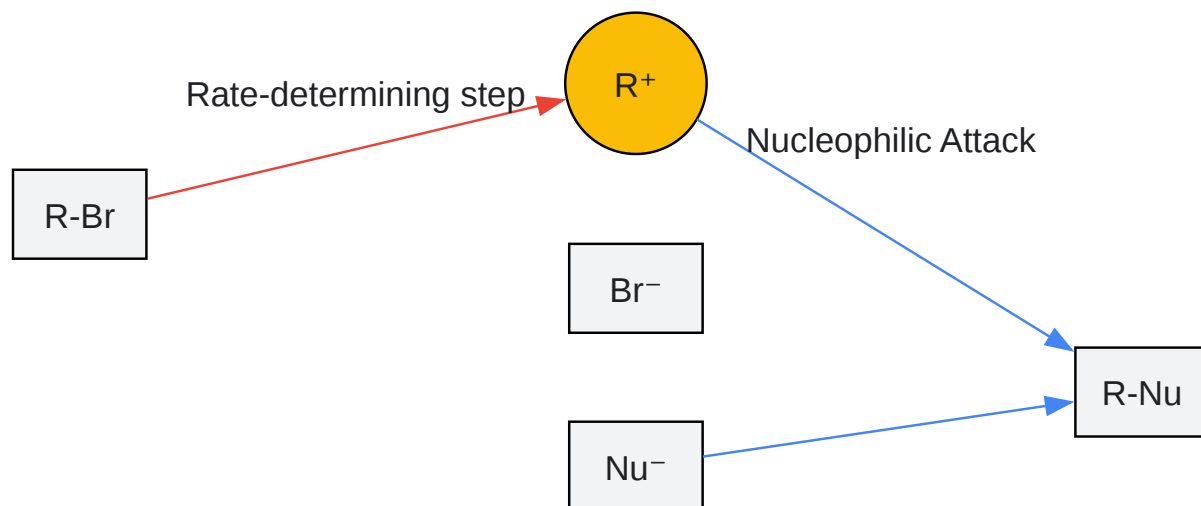 Rate-determining step
R⁺
Nucleophilic Attack
R-Br
Br⁻
R-Nu
Nu⁻